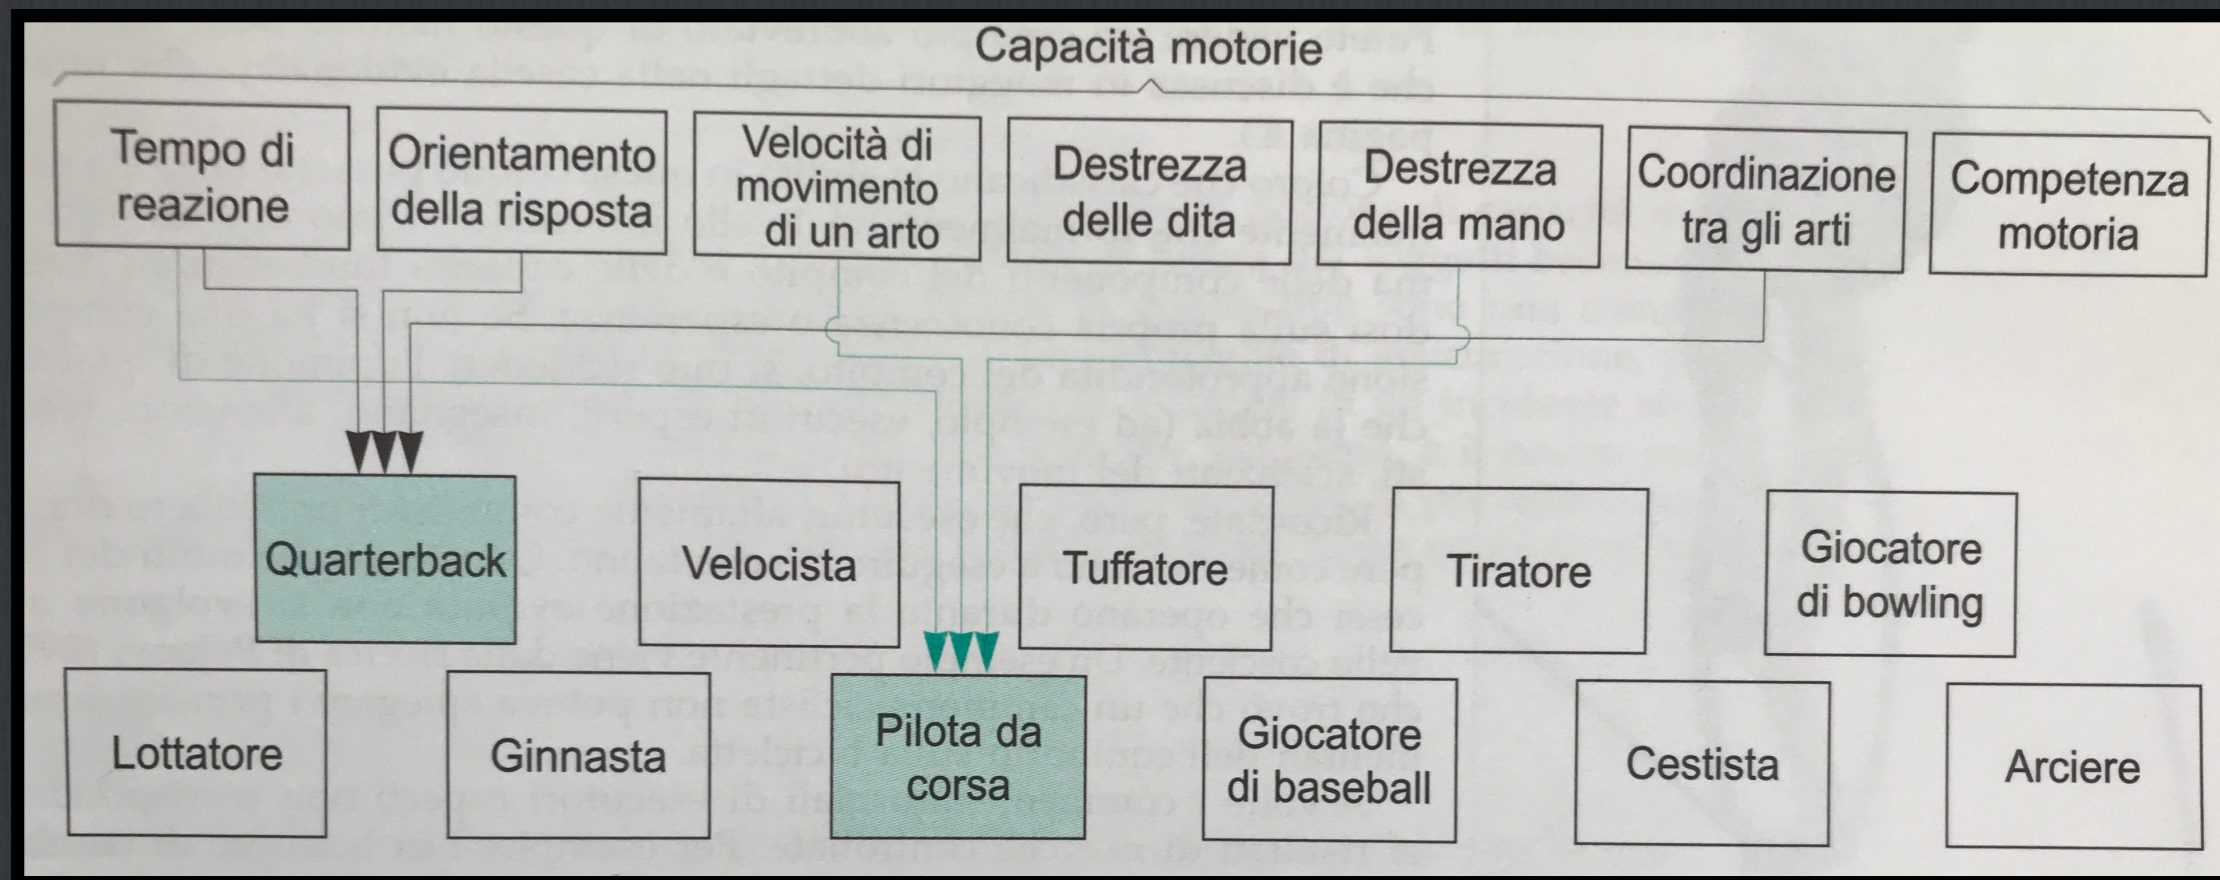 Capacità motorie
Tempo di
reazione
Orientamento
della risposta
Velocità di
movimento
di un arto
Destrezza
delle dita
Destrezza
della mano
Coordinazione
tra gli arti
Competenza
motoria
Quarterback
Velocista
Tuffatore
Tiratore
Giocatore
di bowling
Lottatore
Ginnasta
Pilota da
corsa
Giocatore
di baseball
Cestista
Arciere